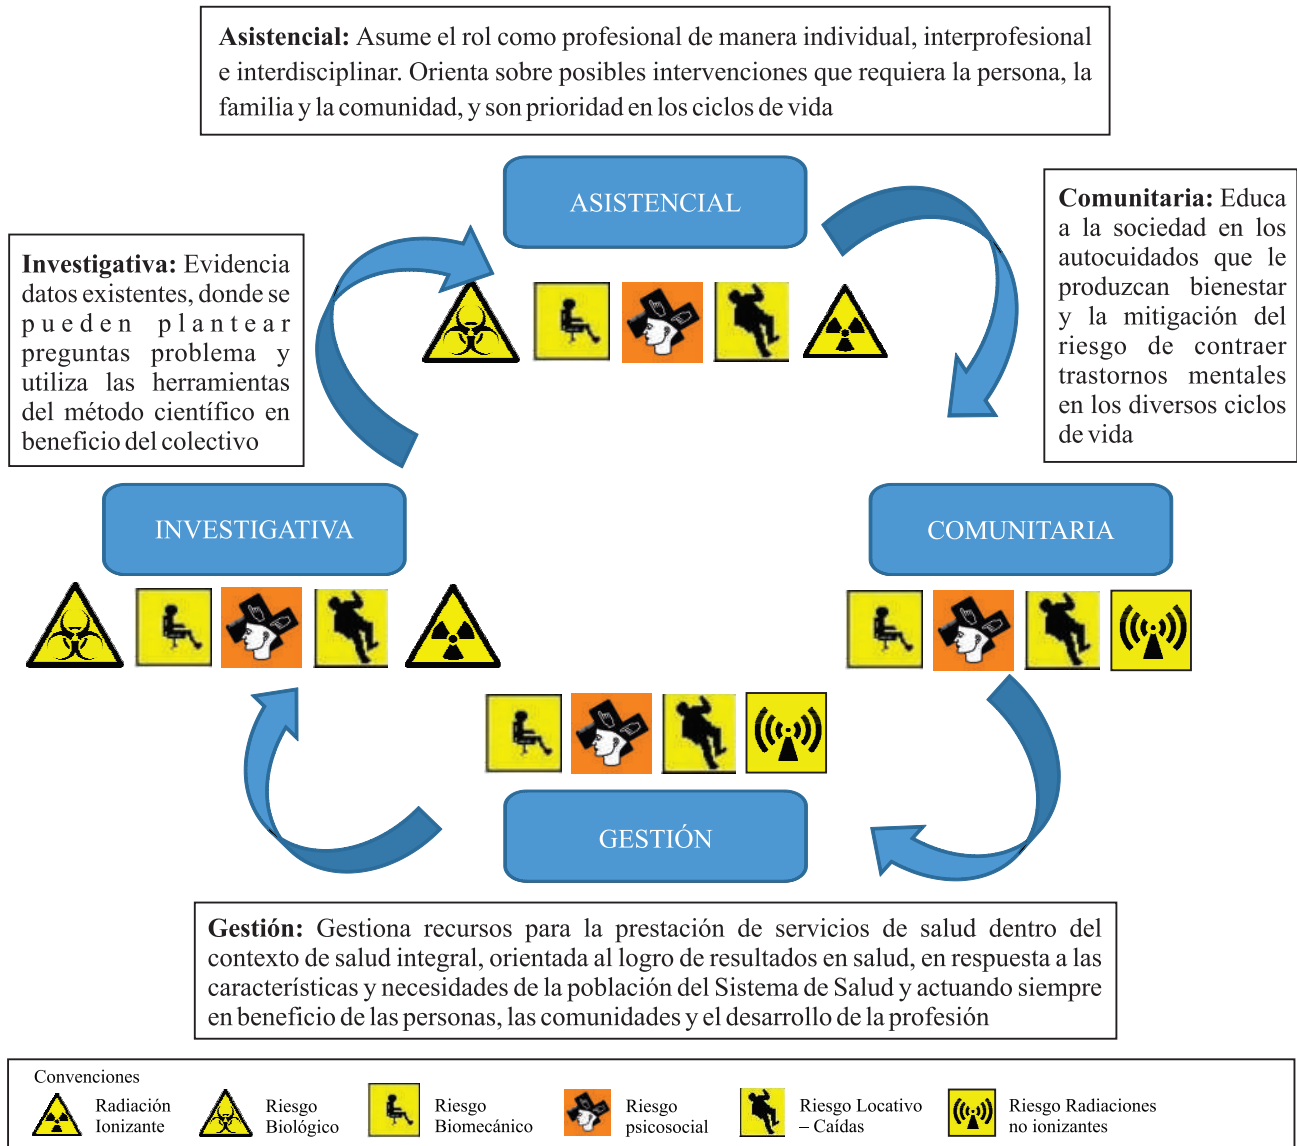 Asistencial: Asume el rol como profesional de manera individual, interprofesional
e interdisciplinar. Orienta sobre posibles intervenciones que requiera la persona, la
familia y la comunidad, y son prioridad en los ciclos de vida
ASISTENCIAL
Comunitaria: Educa
a la sociedad en los
autocuidados que le
produzcan bienestar
y la mitigación del
riesgo de contraer
trastornos mentales
en los diversos ciclos
de vida
Investigativa: Evidencia
datos existentes, donde se
pueden plantear
preguntas problema y
utiliza las herramientas
del método científico en
beneficio del colectivo
INVESTIGATIVA
COMUNITARIA
GESTIÓN
Gestión: Gestiona recursos para la prestación de servicios de salud dentro del
contexto de salud integral, orientada al logro de resultados en salud, en respuesta a las
características y necesidades de la población del Sistema de Salud y actuando siempre
en beneficio de las personas, las comunidades y el desarrollo de la profesión
Convenciones
Radiación
Ionizante
Riesgo
Biológico
Riesgo
Biomecánico
Riesgo
psicosocial
Riesgo Locativo
– Caídas
Riesgo Radiaciones
no ionizantes